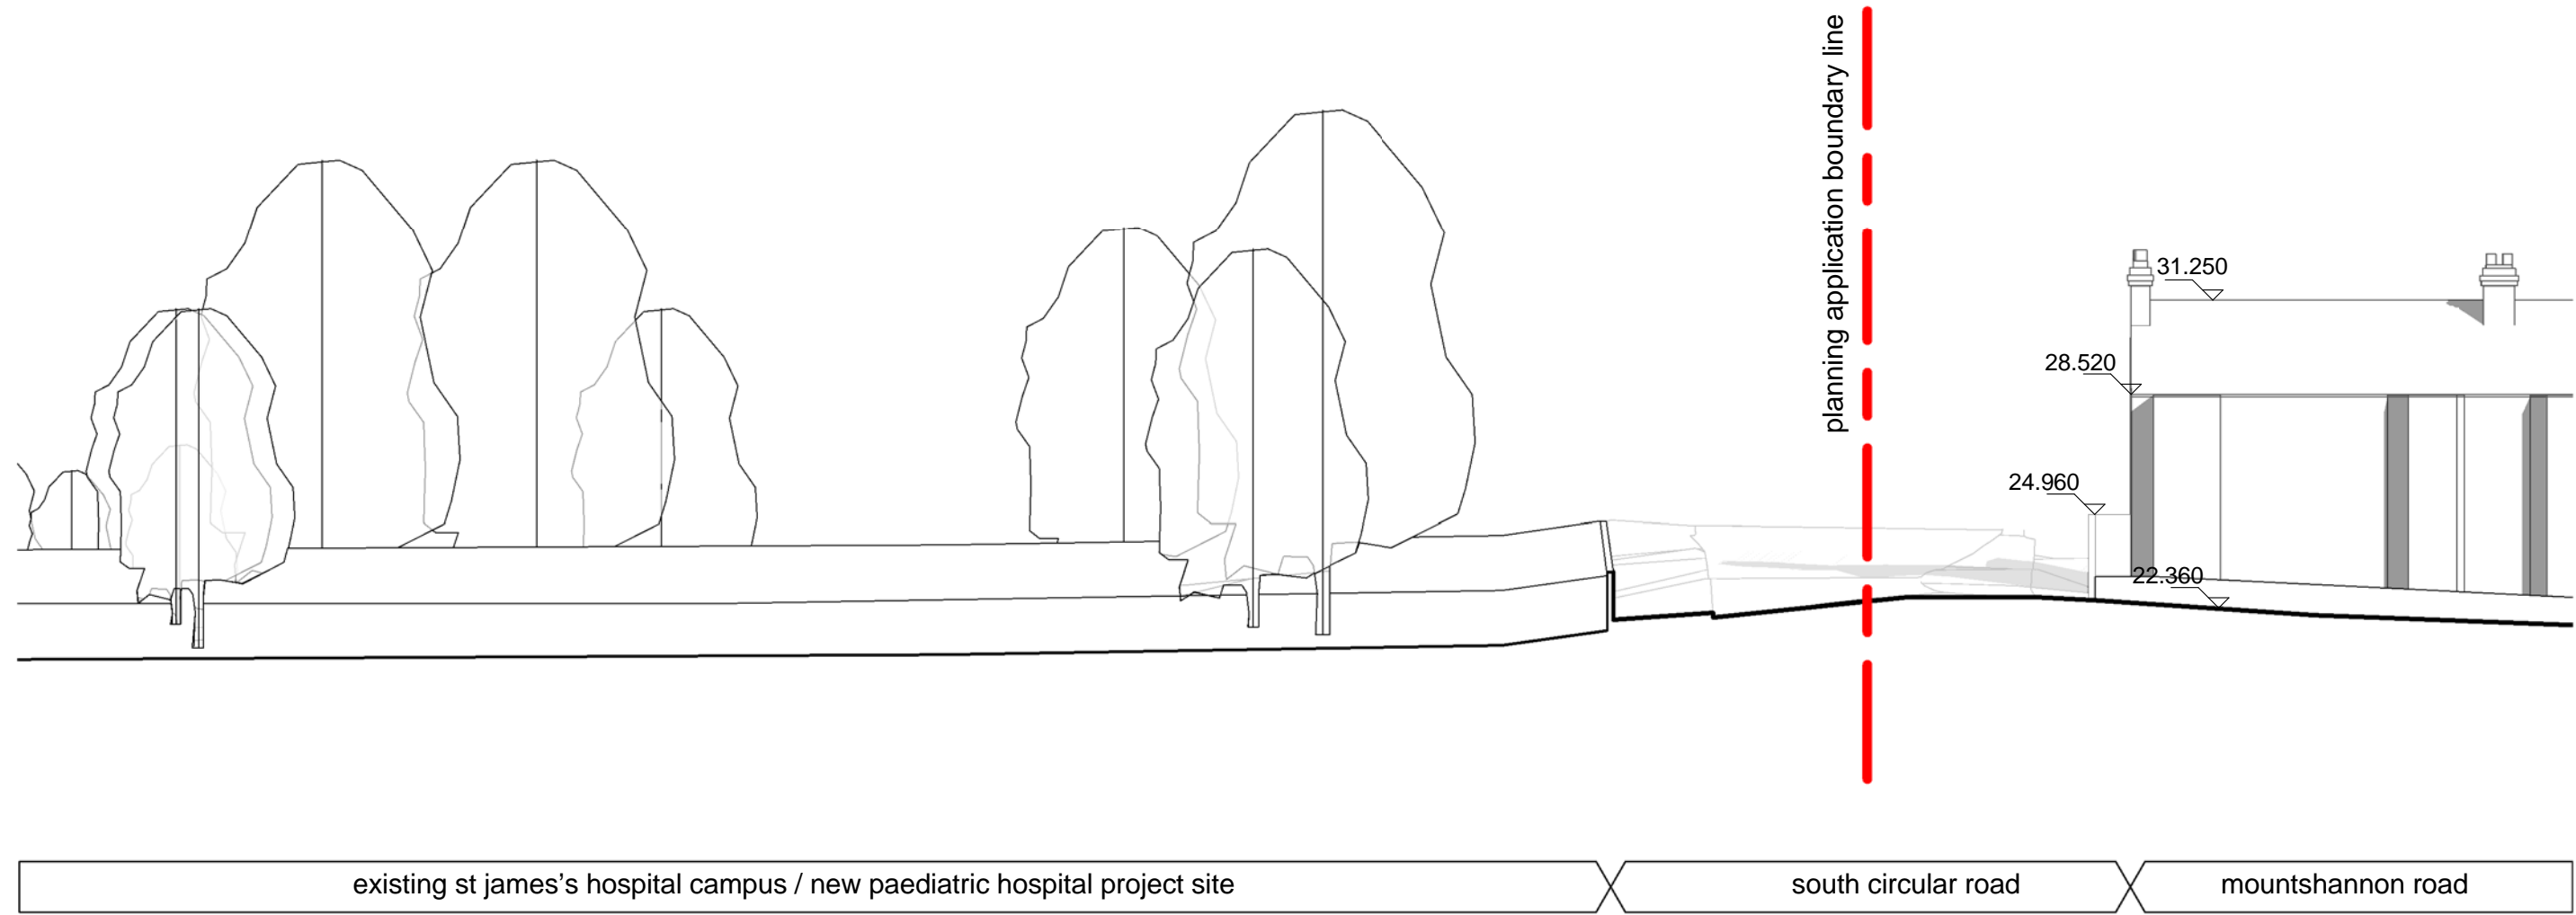 planning application boundary line
31.250
28.520
24.960
22.360
existing st james's hospital campus / new paediatric hospital project site
south circular road
mountshannon road